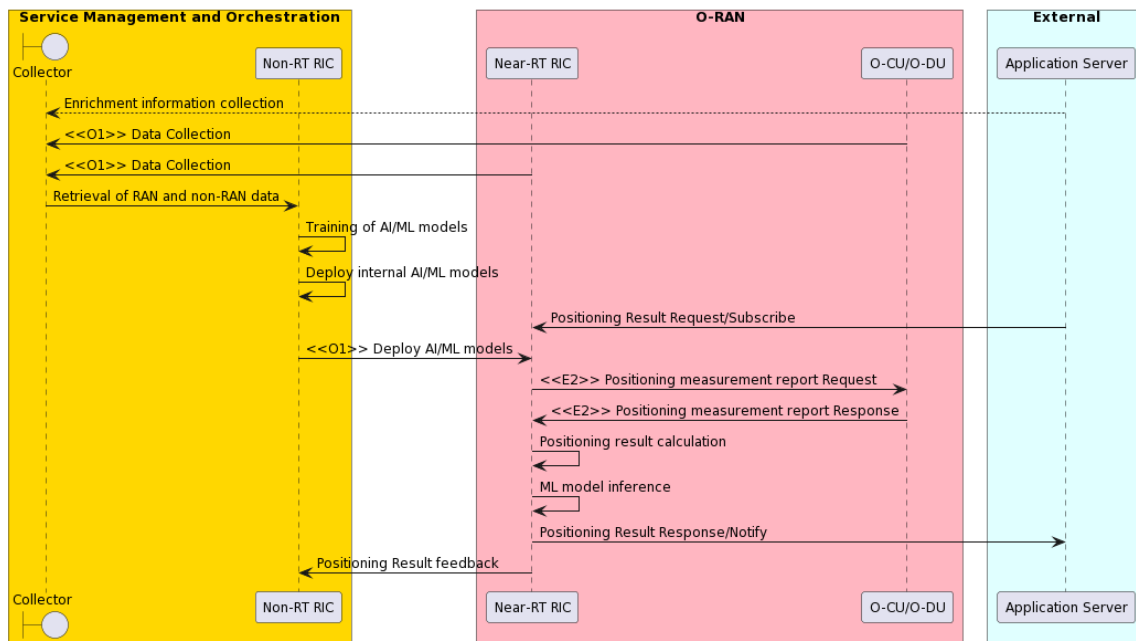 Service Management and Orchestration
O-RAN
External
Collector
Non-RT RIC
Near-RT RIC
O-CU/O-DU
Application Server
Enrichment information collection
<<O1>> Data Collection
<<O1>> Data Collection
Retrieval of RAN and non-RAN data
Training of AI/ML models
Deploy internal AI/ML models
Positioning Result Request/Subscribe
<<O1>> Deploy AI/ML models
<<E2>> Positioning measurement report Request
<<E2>> Positioning measurement report Response
Positioning result calculation
ML model inference
Positioning Result Response/Notify
Positioning Result feedback
Collector
Non-RT RIC
Near-RT RIC
O-CU/O-DU
Application Server